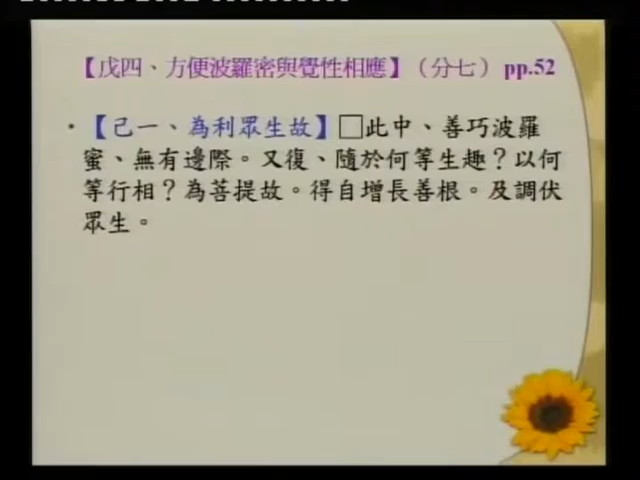 【戊四、方便波羅密與覺性相應】（分七）pp.52
•【己一、為利眾生故】□此中、善巧波羅
蜜、無有邊際。又復、隨於何等生趣？以何
等行相？為菩提故。得自增長善根。及調伏
眾生。